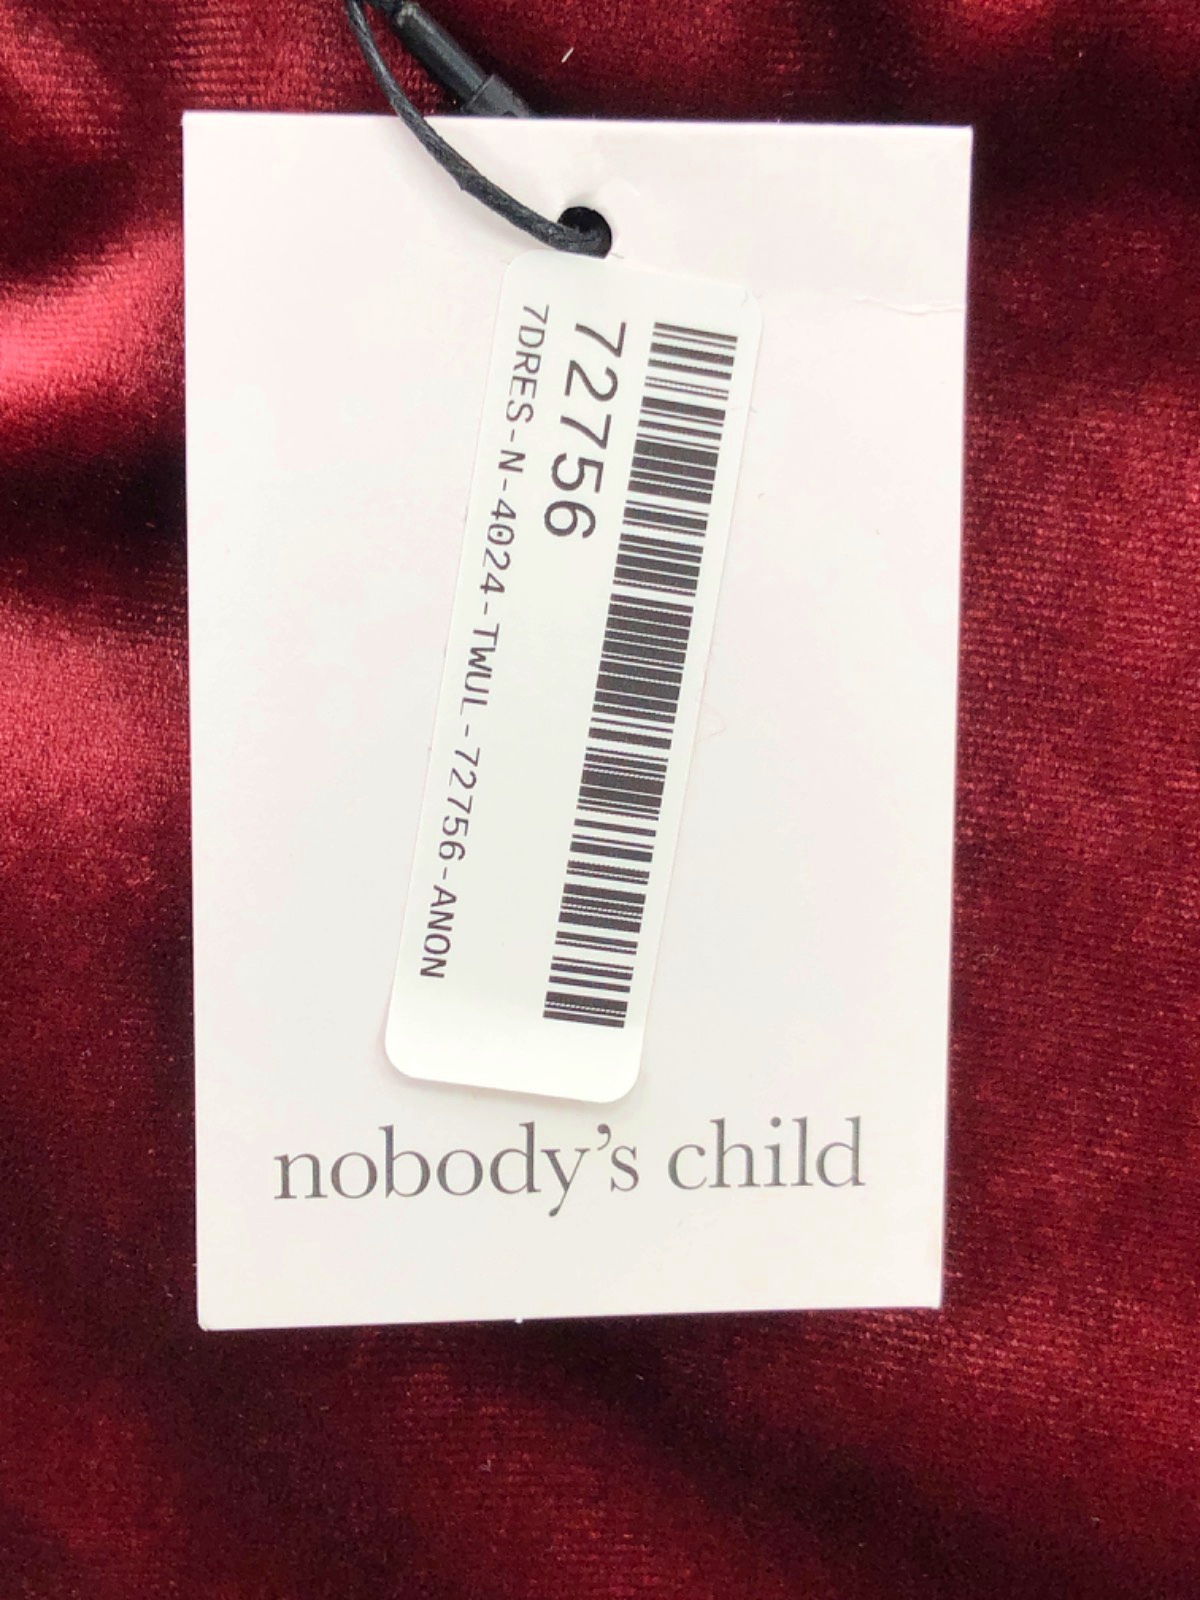 72756
7DRES-N-4024-TWUL-72756-ANON
nobody's child